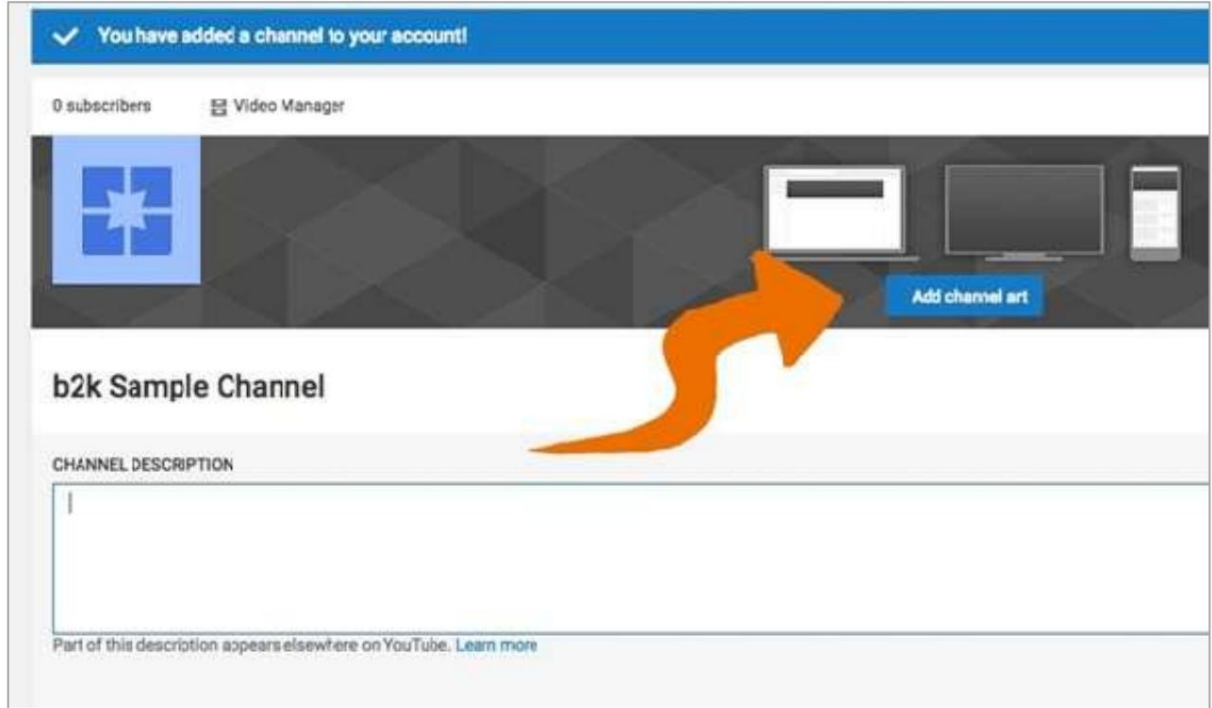 You have added a channel to your account!
0 subscribers Video Manager
Add channel art
b2k Sample Channel
CHANNEL DESCRIPTION
Part of this description appears elsewhere on YouTube. Learn more